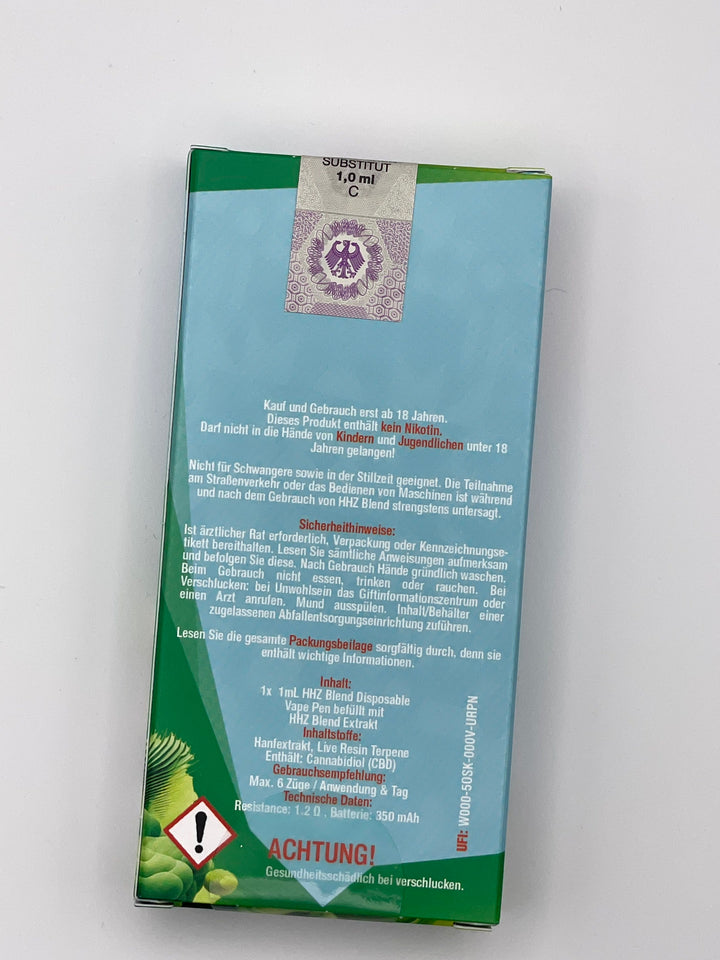 SUBSTITUT
1,0 ml
C
Kauf und Gebrauch erst ab 18 Jahren.
Dieses Produkt enthält kein Nikotin.
Darf nicht in die Hände von Kindern und Jugendlichen unter 18
Jahren gelangen!
Nicht für Schwangere sowie in der Stillzeit geeignet. Die Teilnahme
am Straßenverkehr oder das Bedienen von Maschinen ist während
und nach dem Gebrauch von HHZ Blend strengstens untersagt.
Sicherheithinweise:
Ist ärztlicher Rat erforderlich, Verpackung oder Kennzeichnungse-
tikett bereithalten. Lesen Sie sämtliche Anweisungen aufmerksam
und befolgen Sie diese. Nach Gebrauch Hände gründlich waschen.
Beim Gebrauch nicht essen, trinken oder rauchen. Bei
Verschlucken: bei Unwohlsein das Giftinformationszentrum oder
einen Arzt anrufen. Mund ausspülen. Inhalt/Behälter einer
zugelassenen Abfallentsorgungseinrichtung zuführen.
Lesen Sie die gesamte Packungsbeilage sorgfältig durch, denn sie
enthält wichtige Informationen.
Inhalt:
1x 1mL HHZ Blend Disposable
Vape Pen befüllt mit
HHZ Blend Extrakt
Inhaltsstoffe:
Hanfextrakt, Live Resin Terpene
Enthält: Cannabidiol (CBD)
Gebrauchsempfehlung:
Max. 6 Züge / Anwendung & Tag
Technische Daten:
Resistance: 1.2 Ω , Batterie: 350 mAh
ACHTUNG!
Gesundheitsschädlich bei verschlucken.
UFI: W000-50SK-000V-URPN